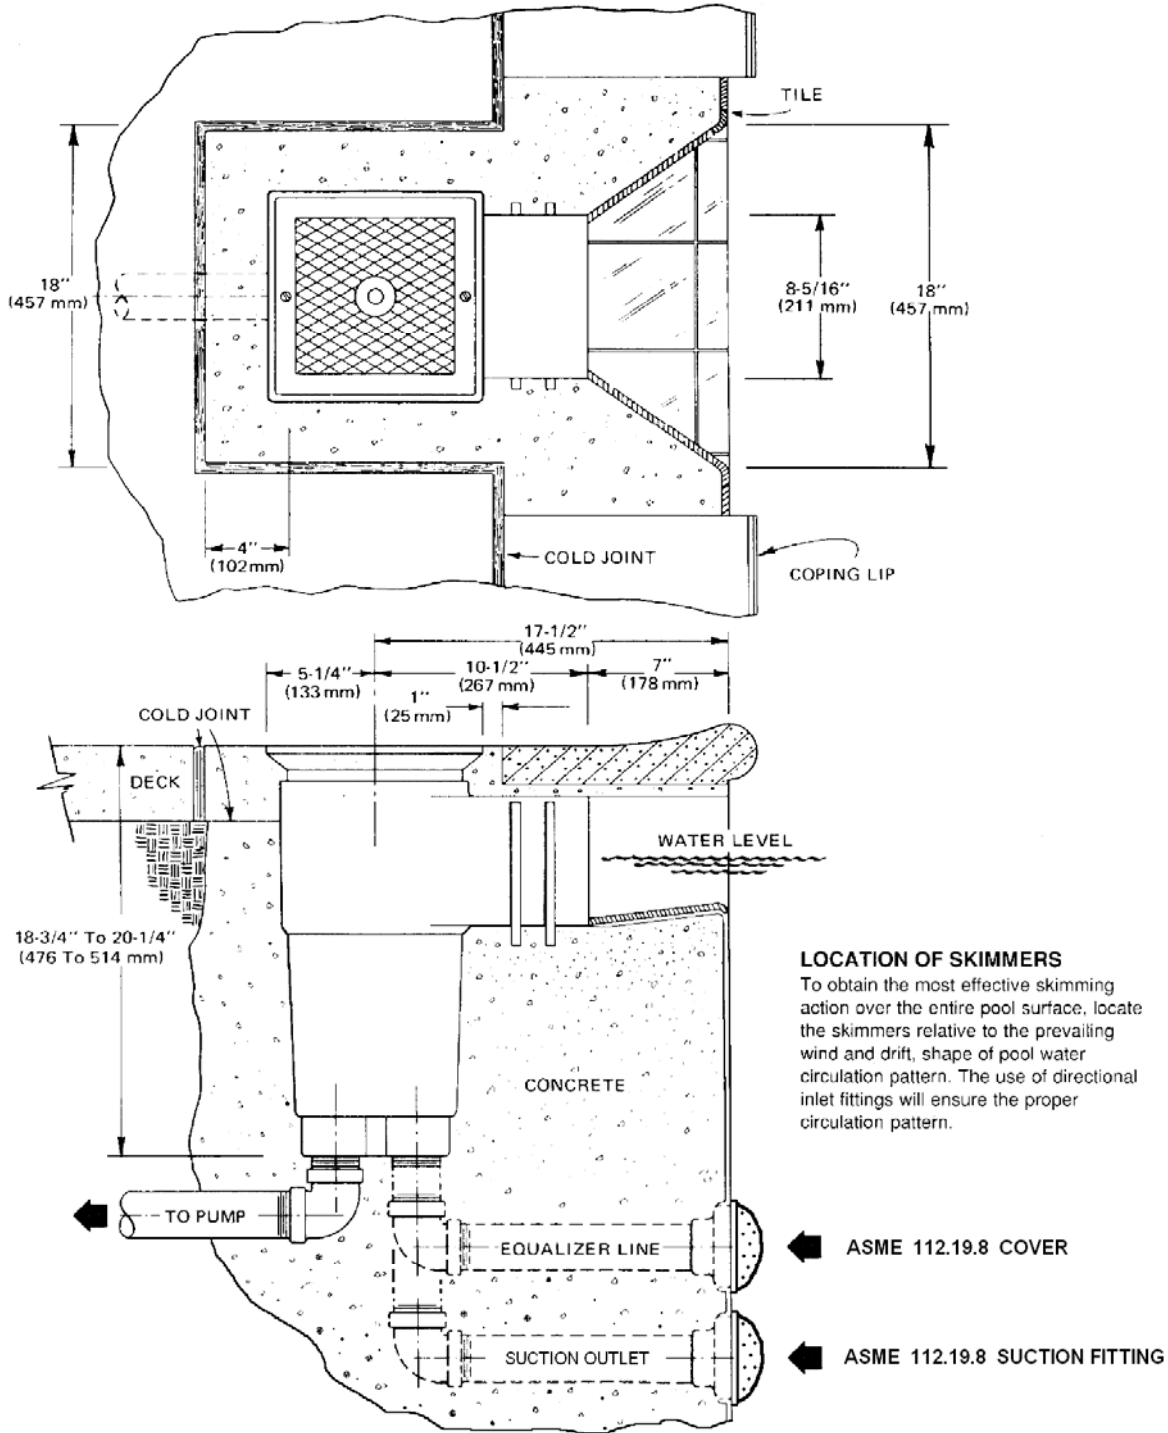 TILE
18"
(457 mm)
8-5/16"
(211 mm)
18"
(457 mm)
4"
(102mm)
COLD JOINT
COPING LIP
17-1/2"
(445 mm)
5-1/4"
(133 mm)
10-1/2"
(267 mm)
7"
(178 mm)
1"
(25 mm)
COLD JOINT
DECK
WATER LEVEL
18-3/4" To 20-1/4"
(476 To 514 mm)
LOCATION OF SKIMMERS
To obtain the most effective skimming
action over the entire pool surface, locate
the skimmers relative to the prevailing
wind and drift, shape of pool water
circulation pattern. The use of directional
inlet fittings will ensure the proper
circulation pattern.
CONCRETE
TO PUMP
EQUALIZER LINE
ASME 112.19.8 COVER
SUCTION OUTLET
ASME 112.19.8 SUCTION FITTING